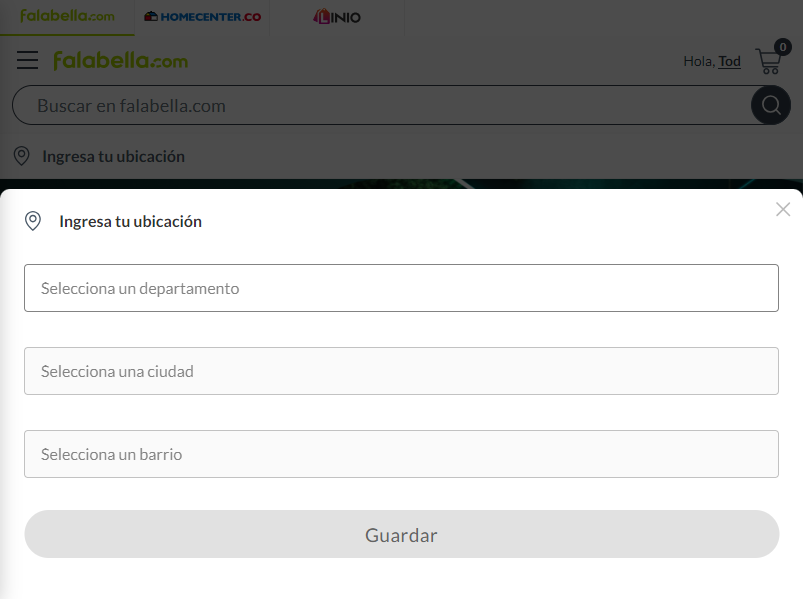 falabella.com
HOMECENTER.CO
LINIO
falabella.com
Hola, Tod
0
Buscar en falabella.com
Ingresa tu ubicación
Ingresa tu ubicación
Selecciona un departamento
Selecciona una ciudad
Selecciona un barrio
Guardar